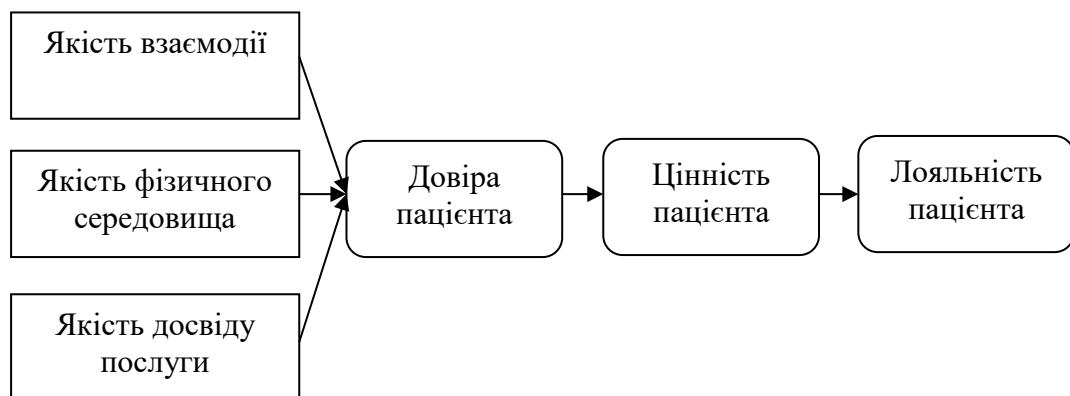 Якість взаємодії
Якість фізичного
середовища
Якість досвіду
послуги
Довіра
пацієнта
Цінність
пацієнта
Лояльність
пацієнта